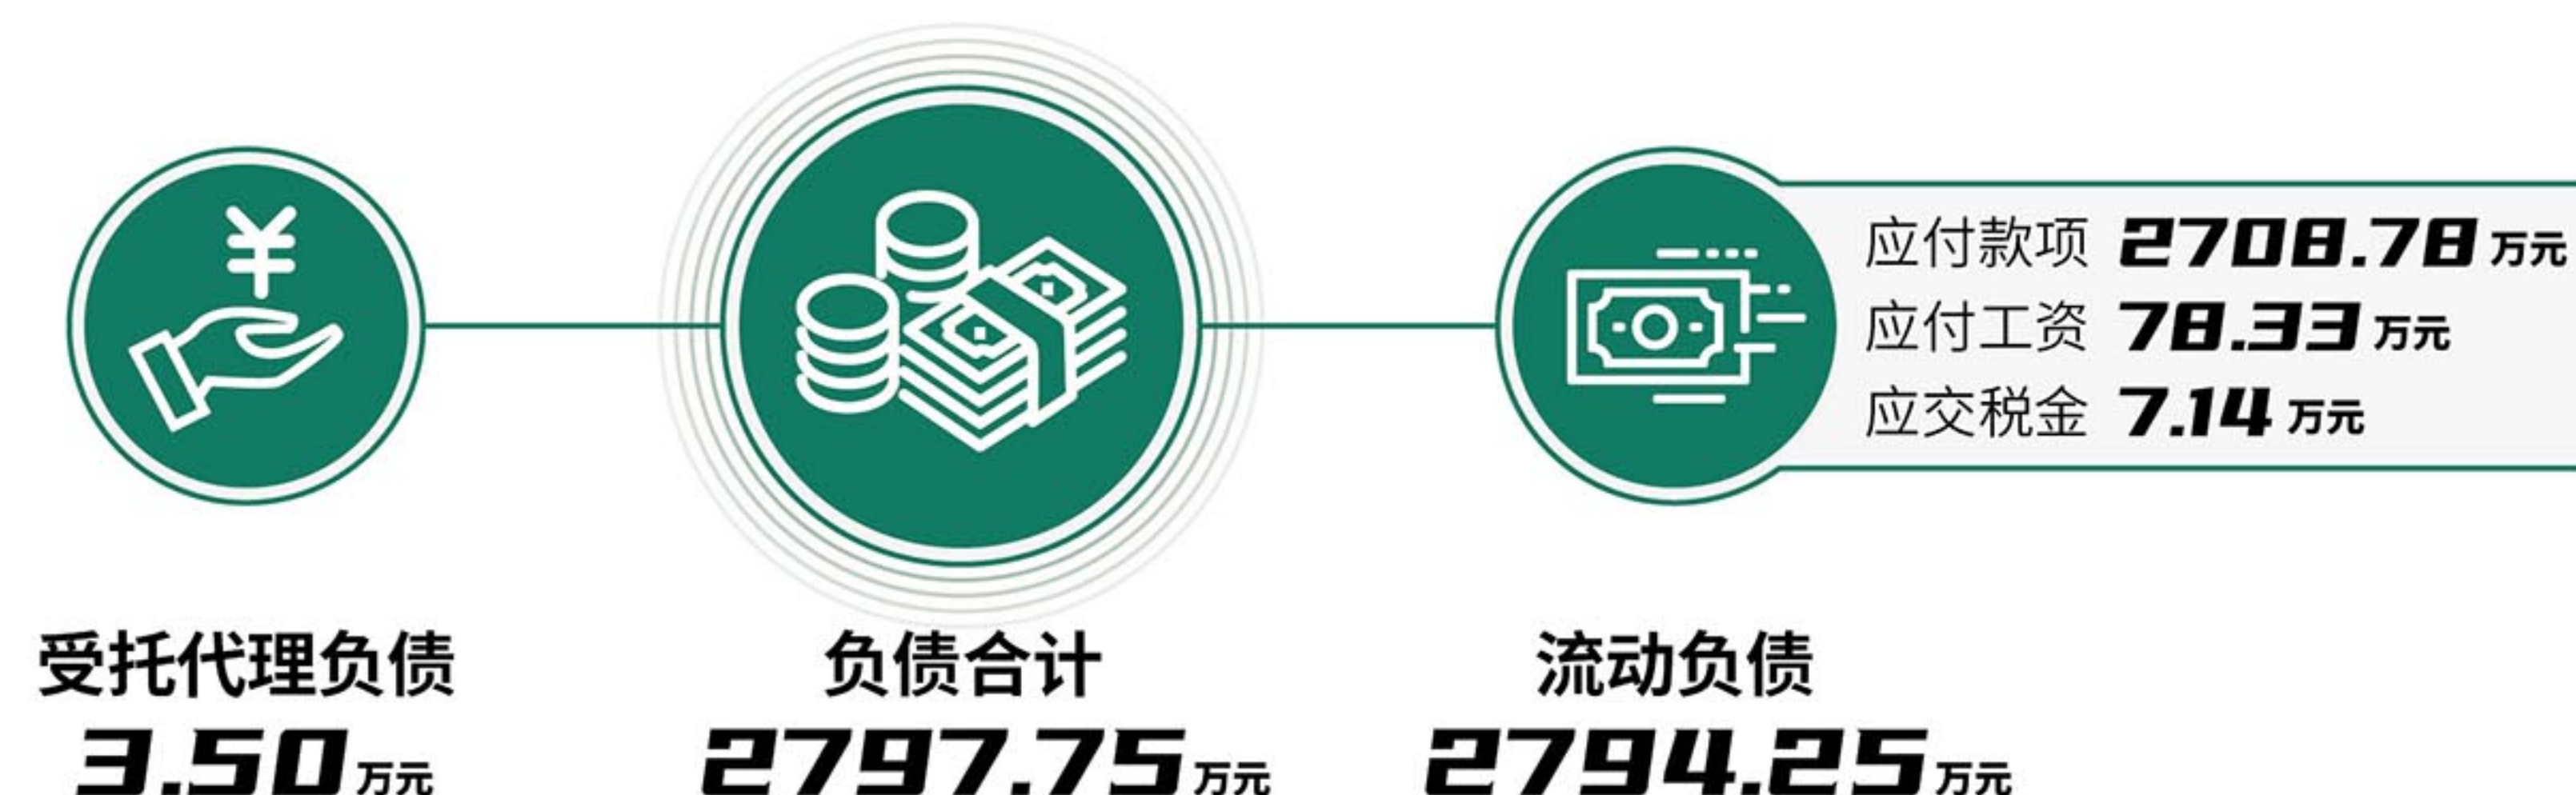 应付款项 2708.78 万元
应付工资 78.33 万元
应交税金 7.14 万元
受托代理负债
3.50 万元
负债合计
2797.75 万元
流动负债
2794.25 万元